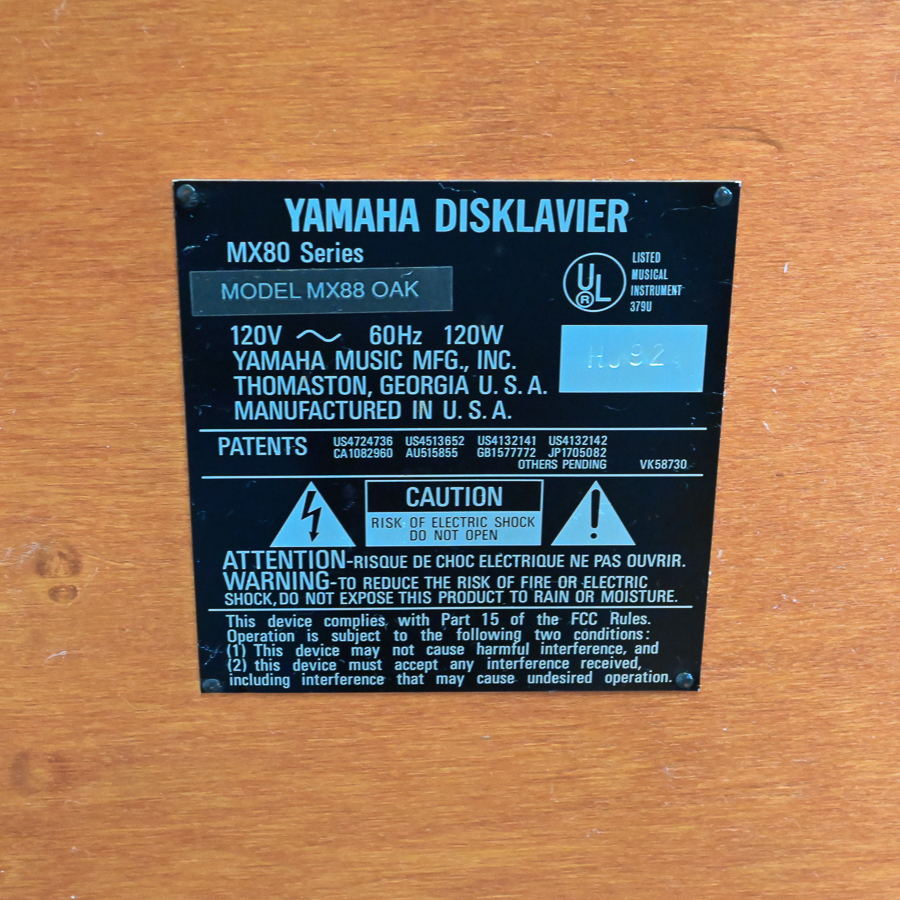 YAMAHA DISKLAVIER
MX80 Series
MODEL MX88 OAK
UL
R
LISTED
MUSICAL
INSTRUMENT
379U
120V ～ 60Hz 120W
YAMAHA MUSIC MFG., INC.
THOMASTON, GEORGIA U. S. A.
MANUFACTURED IN U. S. A.
PATENTS
US4724736 US4513652 US4132141 US4132142
CA1082960 AU515855 GB1577772 JP1705082
OTHERS PENDING VK58730
CAUTION
RISK OF ELECTRIC SHOCK
DO NOT OPEN
ATTENTION-RISQUE DE CHOC ELECTRIQUE NE PAS OUVRIR.
WARNING-TO REDUCE THE RISK OF FIRE OR ELECTRIC
SHOCK, DO NOT EXPOSE THIS PRODUCT TO RAIN OR MOISTURE.
This device complies with Part 15 of the FCC Rules.
Operation is subject to the following two conditions:
(1) This device may not cause harmful interference, and
(2) this device must accept any interference received,
including interference that may cause undesired operation.